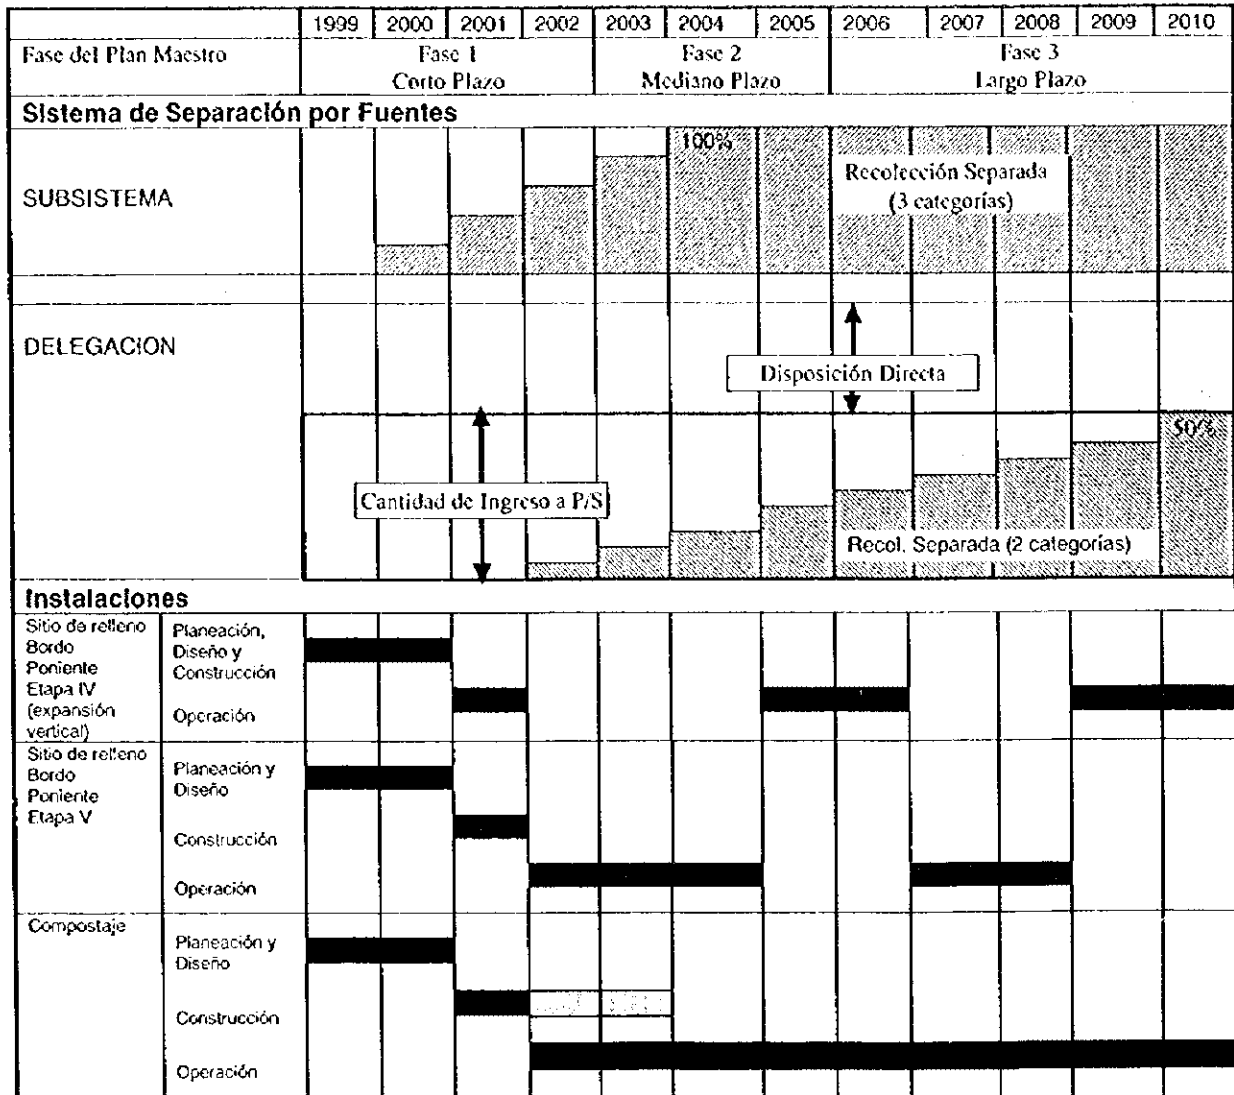 1999 2000 2001 2002 2003 2004 2005 2006 2007 2008 2009 2010
Fase del Plan Maestro Fase 1 Fase 2 Fase 3
Corto Plazo Mediano Plazo Largo Plazo
Sistema de Separación por Fuentes
100%
Recolección Separada
(3 categorías)
SUBSISTEMA
DELEGACION
Disposición Directa
50%
Cantidad de Ingreso a P/S
Recol. Separada (2 categorías)
Instalaciones
Sitio de relleno
Bordo
Poniente
Etapa IV
(expansión
vertical)
Planeación,
Diseño y
Construcción
Operación
Sitio de relleno
Bordo
Poniente
Etapa V
Planeación y
Diseño
Construcción
Operación
Compostaje
Planeación y
Diseño
Construcción
Operación